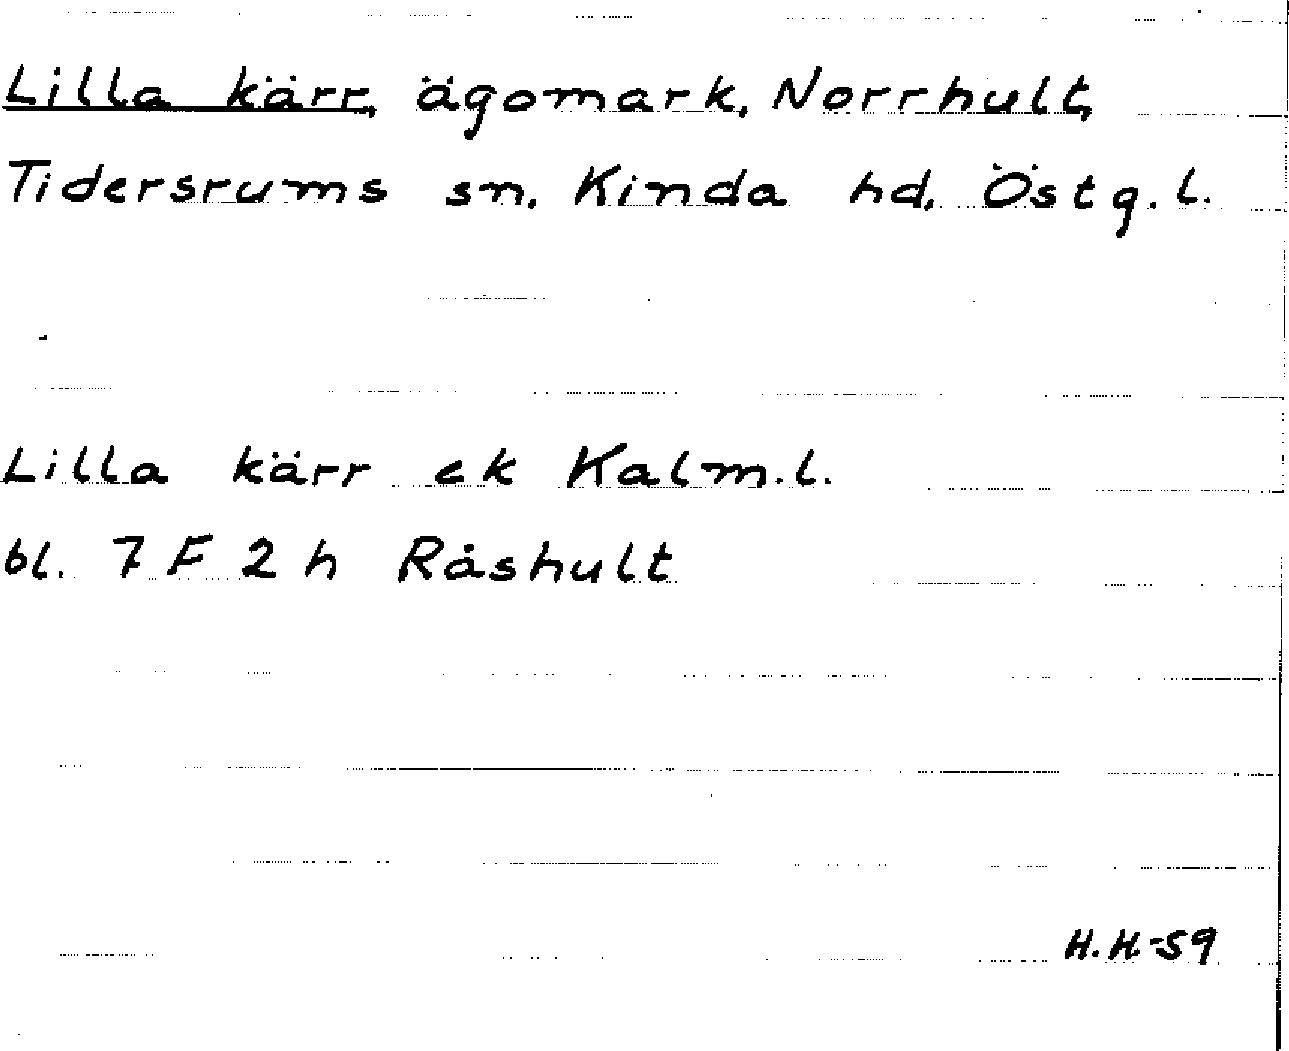 Lilla kärr, ägomark, Norrhult,
Tidersrums sn. Kinda hd. Östg. l.
Lilla kärr ek Kalm. l.
bl. 7 F 2 h Råshult
H.H-59